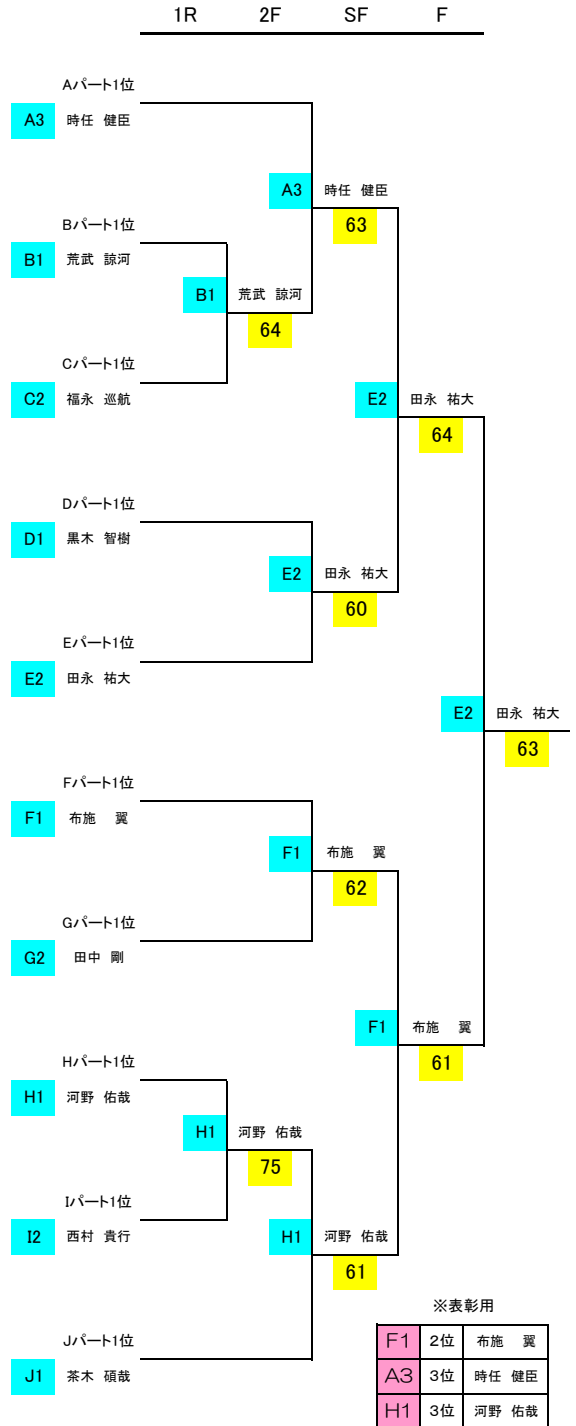 1R 2F SF F
Aパート1位
A3 時任 健臣
A3 時任 健臣
63
Bパート1位
B1 荒武 諒河
B1 荒武 諒河
64
Cパート1位
C2 福永 巡航
E2 田永 祐大
64
Dパート1位
D1 黒木 智樹
E2 田永 祐大
60
Eパート1位
E2 田永 祐大
E2 田永 祐大
63
Fパート1位
F1 布施 翼
F1 布施 翼
62
Gパート1位
G2 田中 剛
F1 布施 翼
61
Hパート1位
H1 河野 佑哉
H1 河野 佑哉
75
Iパート1位
I2 西村 貴行
H1 河野 佑哉
61
Jパート1位
J1 茶木 碩哉
※表彰用
F1 2位 布施 翼
A3 3位 時任 健臣
H1 3位 河野 佑哉